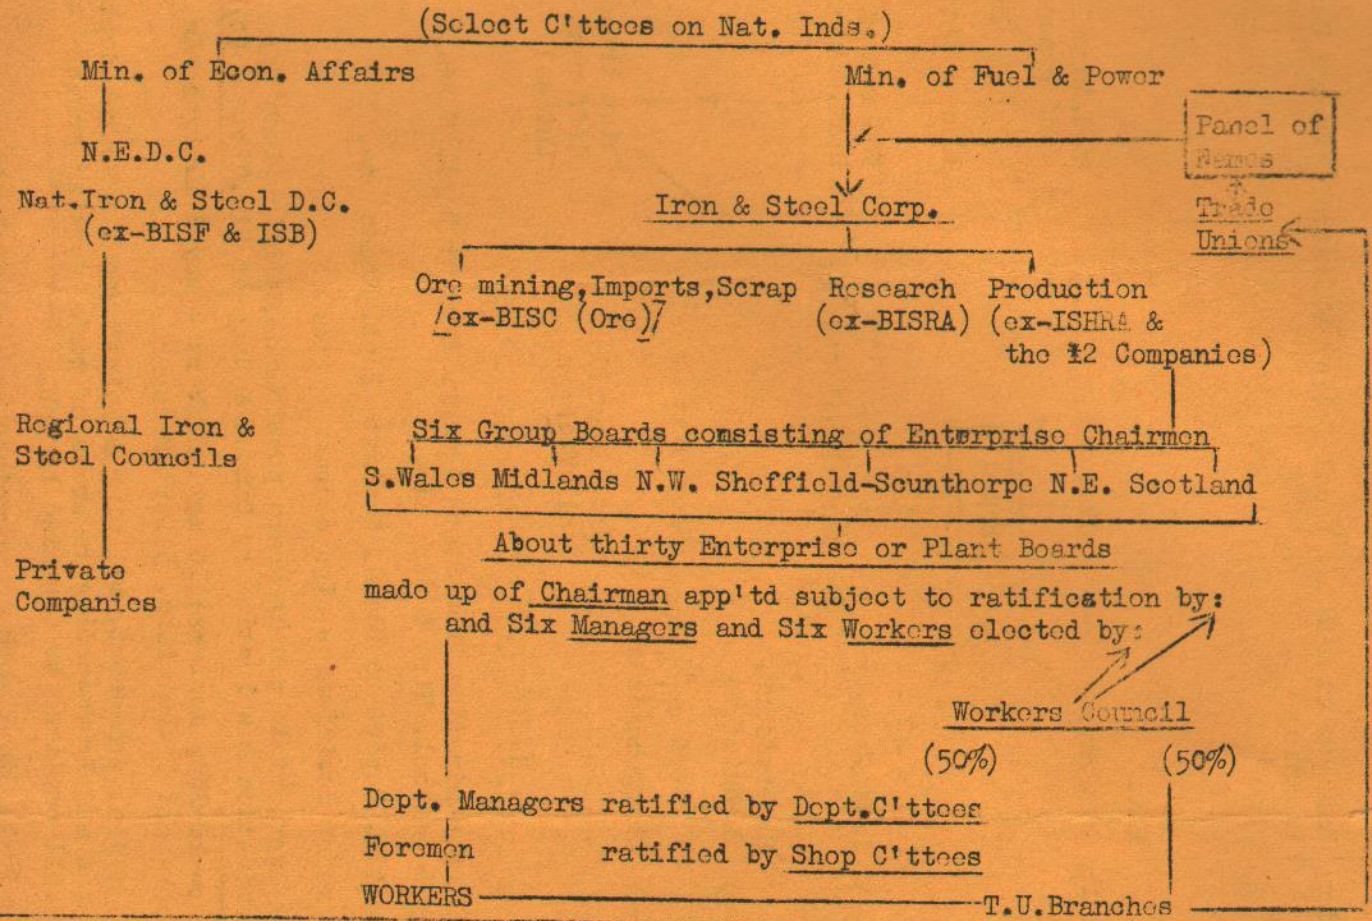 (Select C'ttees on Nat. Inds.)
Min. of Econ. Affairs
Min. of Fuel & Power
Panel of
Names
N.E.D.C.
Nat.Iron & Steel D.C.
(ex-BISF & ISB)
Iron & Steel Corp.
Trade
Unions
Ore mining,Imports,Scrap Research Production
/ex-BISC (Ore)/ (ex-BISRA) (ex-ISHRA &
the 12 Companies)
Regional Iron &
Steel Councils
Six Group Boards comsisting of Enterprise Chairmen
S.Wales Midlands N.W. Sheffield-Scunthorpe N.E. Scotland
About thirty Enterprise or Plant Boards
Private
Companies
made up of Chairman app'td subject to ratification by:
and Six Managers and Six Workers elected by:
Workers Council
(50%) (50%)
Dept. Managers ratified by Dept.C'ttees
Foremen ratified by Shop C'ttees
WORKERS
T.U.Branches